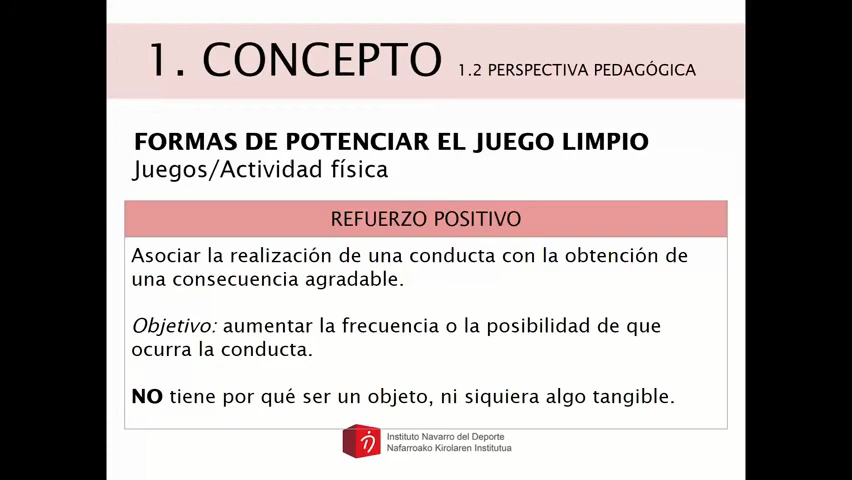 1. CONCEPTO 1.2 PERSPECTIVA PEDAGÓGICA
FORMAS DE POTENCIAR EL JUEGO LIMPIO
Juegos/Actividad física
REFUERZO POSITIVO
Asociar la realización de una conducta con la obtención de
una consecuencia agradable.
Objetivo: aumentar la frecuencia o la posibilidad de que
ocurra la conducta.
NO tiene por qué ser un objeto, ni siquiera algo tangible.
Instituto Navarro del Deporte
Nafarroako Kirolaren Institutua